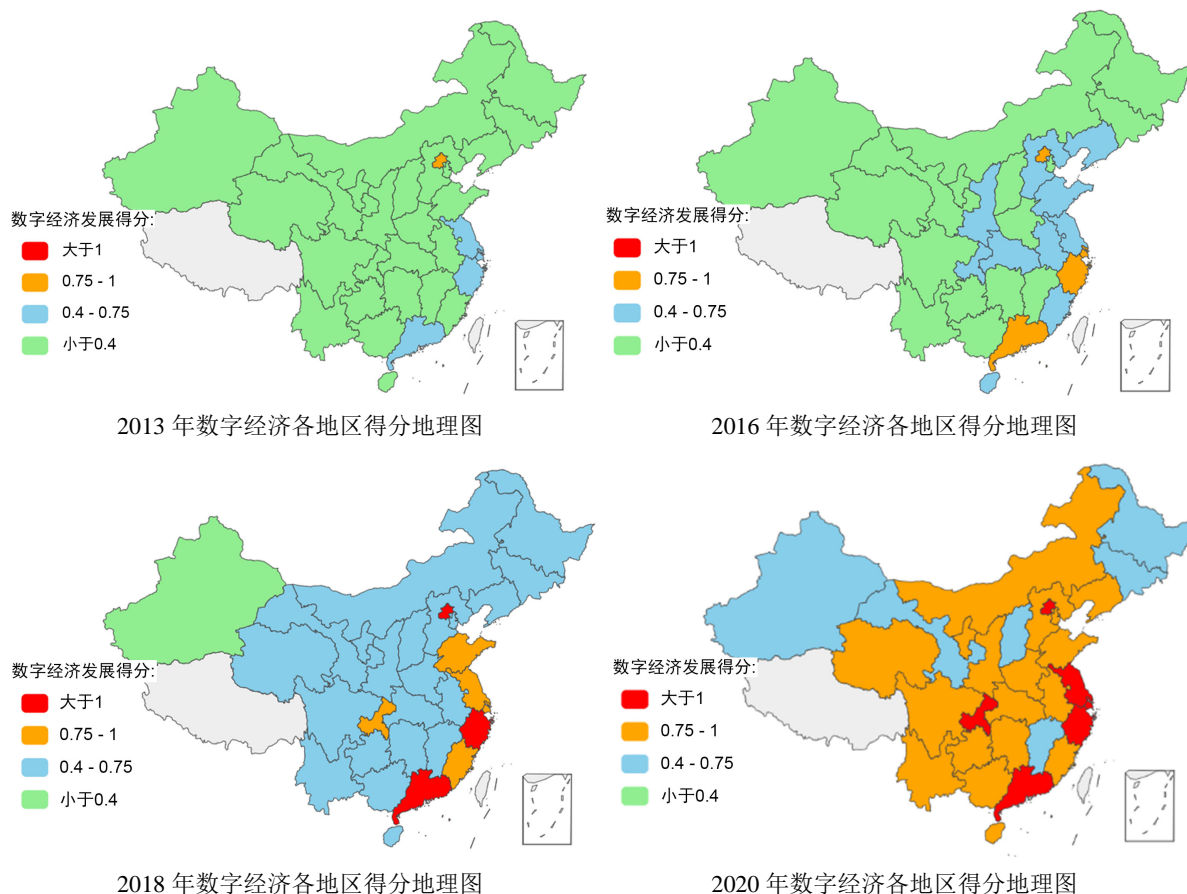 数字经济发展得分:
大于1
0.75 - 1
0.4 - 0.75
小于0.4
2013 年数字经济各地区得分地理图
数字经济发展得分:
大于1
0.75 - 1
0.4 - 0.75
小于0.4
2016 年数字经济各地区得分地理图
数字经济发展得分:
大于1
0.75 - 1
0.4 - 0.75
小于0.4
2018 年数字经济各地区得分地理图
数字经济发展得分:
大于1
0.75 - 1
0.4 - 0.75
小于0.4
2020 年数字经济各地区得分地理图